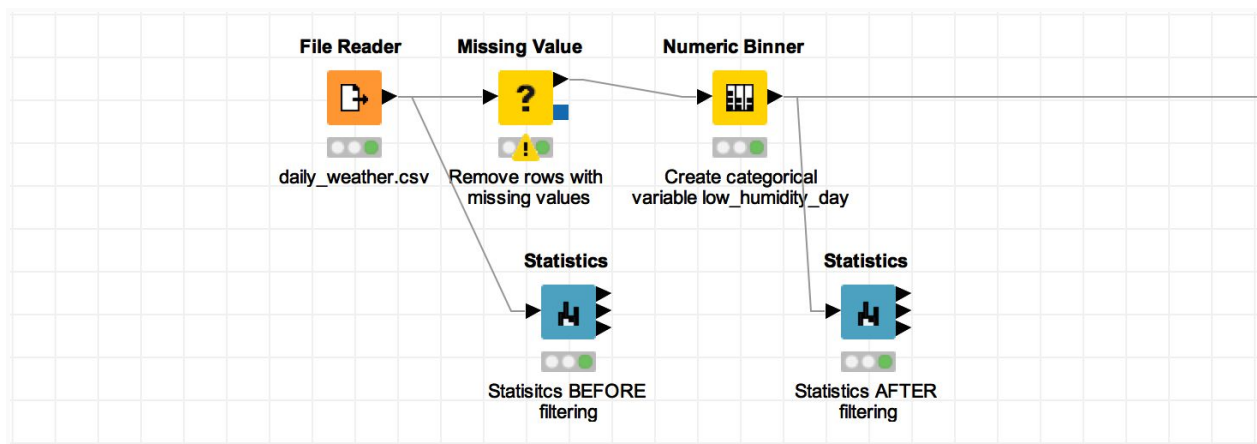 File Reader
Missing Value
Numeric Binner
?
!
daily_weather.csv
Remove rows with
missing values
Create categorical
variable low_humidity_day
Statistics
Statistics
Statisitcs BEFORE
filtering
Statistics AFTER
filtering